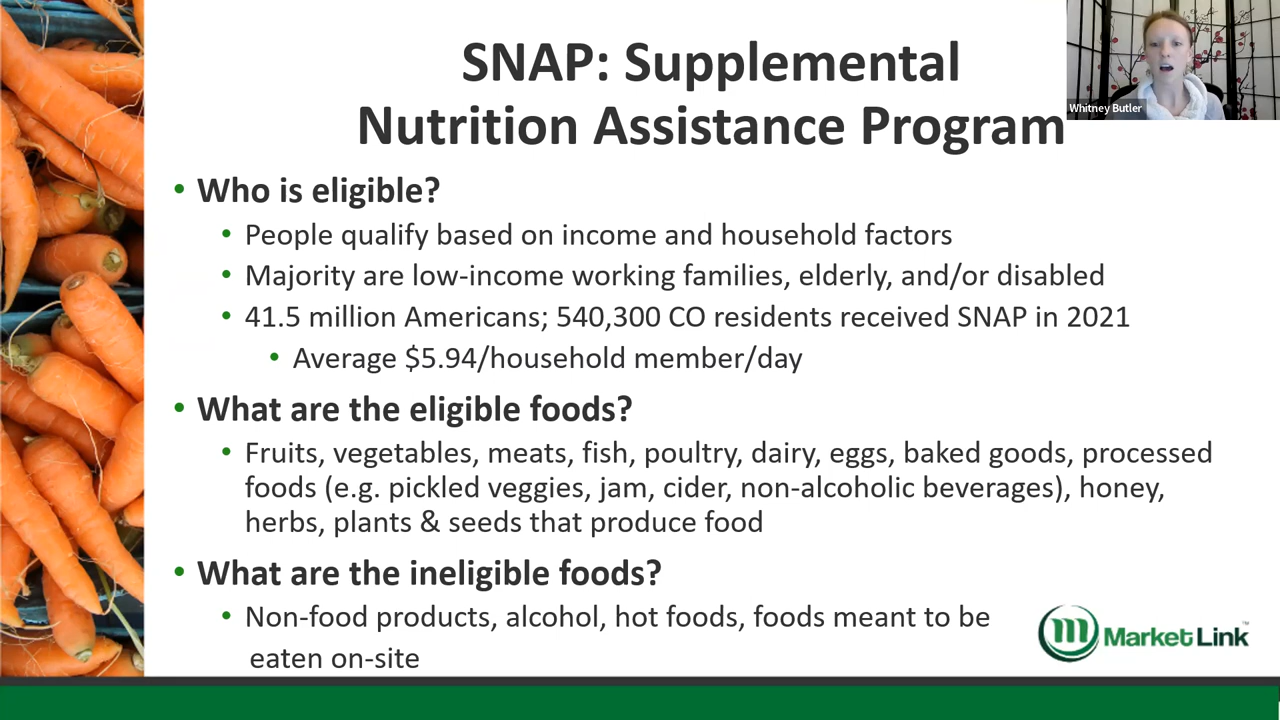 SNAP: Supplemental
Nutrition Assistance Program
Whitney Butler
• Who is eligible?
• People qualify based on income and household factors
• Majority are low-income working families, elderly, and/or disabled
• 41.5 million Americans; 540,300 CO residents received SNAP in 2021
• Average $5.94/household member/day
• What are the eligible foods?
• Fruits, vegetables, meats, fish, poultry, dairy, eggs, baked goods, processed
foods (e.g. pickled veggies, jam, cider, non-alcoholic beverages), honey,
herbs, plants & seeds that produce food
• What are the ineligible foods?
• Non-food products, alcohol, hot foods, foods meant to be
eaten on-site
m MarketLink™